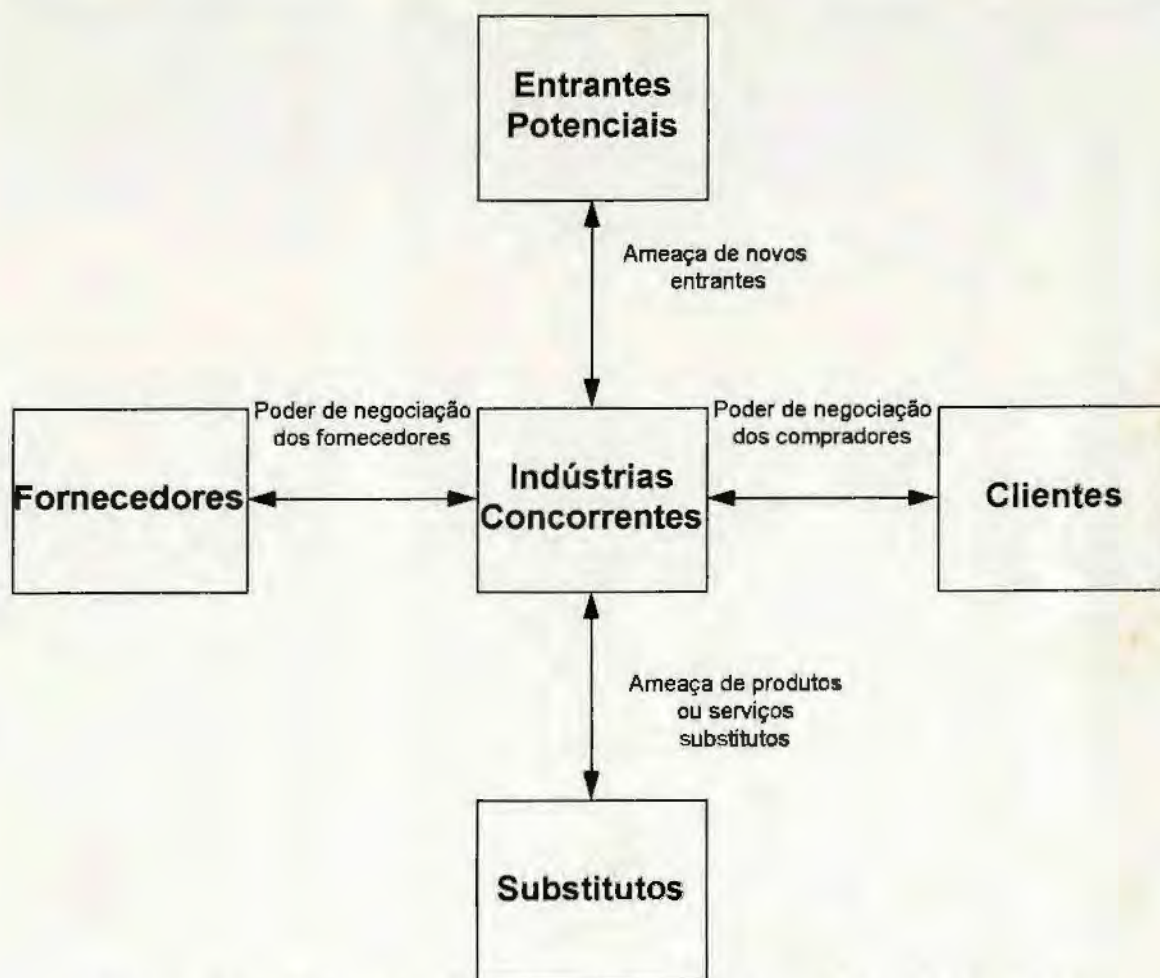 Entrantes
Potenciais
Ameaça de novos
entrantes
Poder de negociação
dos fornecedores
Poder de negociação
dos compradores
Fornecedores
Indústrias
Concorrentes
Clientes
Ameaça de produtos
ou serviços
substitutos
Substitutos